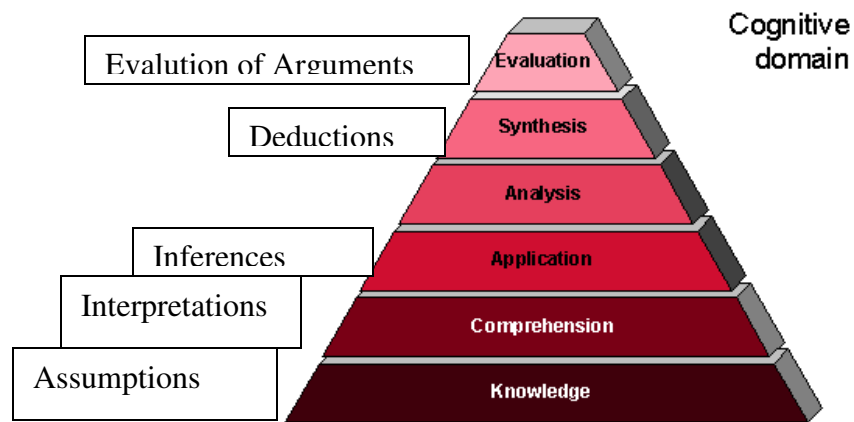 Cognitive
domain
Evalution of Arguments
Evaluation
Deductions
Synthesis
Analysis
Inferences
Application
Interpretations
Comprehension
Assumptions
Knowledge